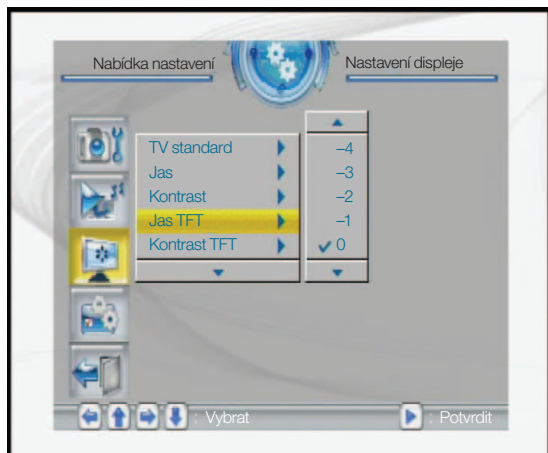 Nabídka nastavení
Nastavení displeje
TV standard
Jas
Kontrast
Jas TFT
Kontrast TFT
–4
–3
–2
–1
0
: Vybrat
: Potvrdit